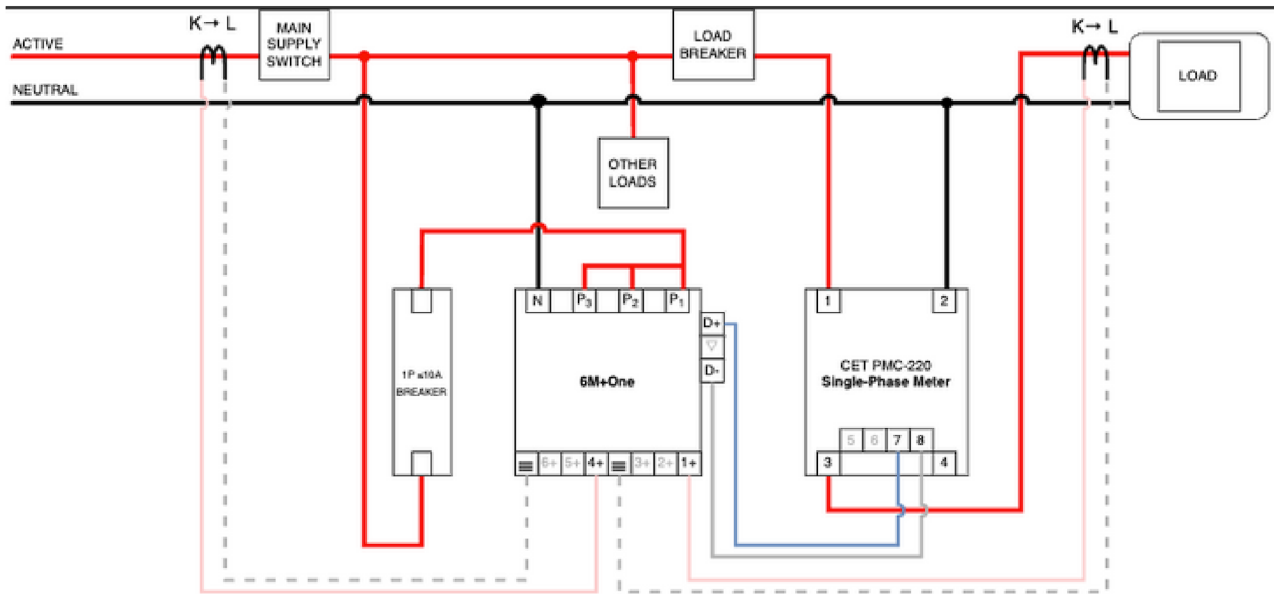 K→ L
MAIN
SUPPLY
SWITCH
LOAD
BREAKER
K→ L
ACTIVE
LOAD
NEUTRAL
OTHER
LOADS
N
P3
P2
P1
1
2
D+
D-
1P ≤10A
BREAKER
6M+One
CET PMC-220
Single-Phase Meter
5 6 7 8
6+ 5+ 4+ 3+ 2+ 1+
3 4